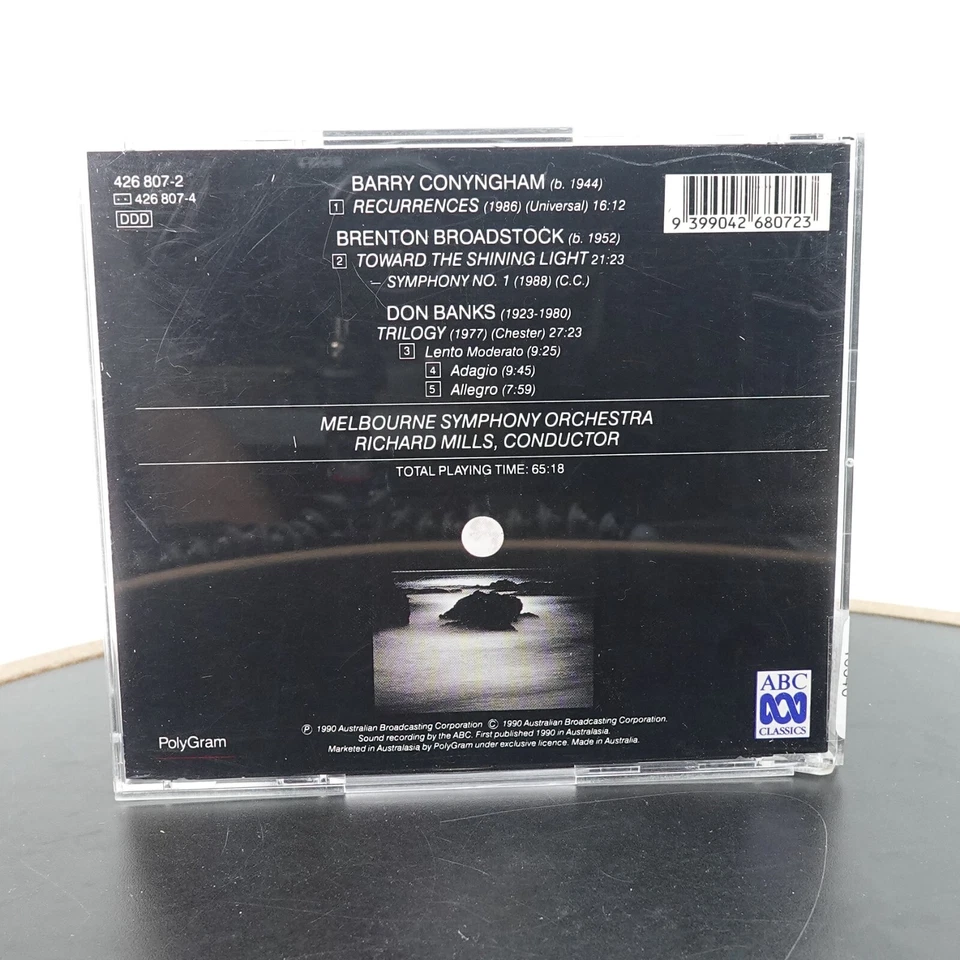 426 807-2
426 807-4
DDD
BARRY CONYNGHAM (b. 1944)
1 RECURRENCES (1986) (Universal) 16:12
BRENTON BROADSTOCK (b. 1952)
2 TOWARD THE SHINING LIGHT 21:23
– SYMPHONY NO. 1 (1988) (C.C.)
DON BANKS (1923-1980)
TRILOGY (1977) (Chester) 27:23
3 Lento Moderato (9:25)
4 Adagio (9:45)
5 Allegro (7:59)
9 399042 680723
MELBOURNE SYMPHONY ORCHESTRA
RICHARD MILLS, CONDUCTOR
TOTAL PLAYING TIME: 65:18
℗ 1990 Australian Broadcasting Corporation © 1990 Australian Broadcasting Corporation.
Sound recording by the ABC. First published 1990 in Australasia.
Marketed in Australasia by PolyGram under exclusive licence. Made in Australia.
PolyGram
ABC
CLASSICS